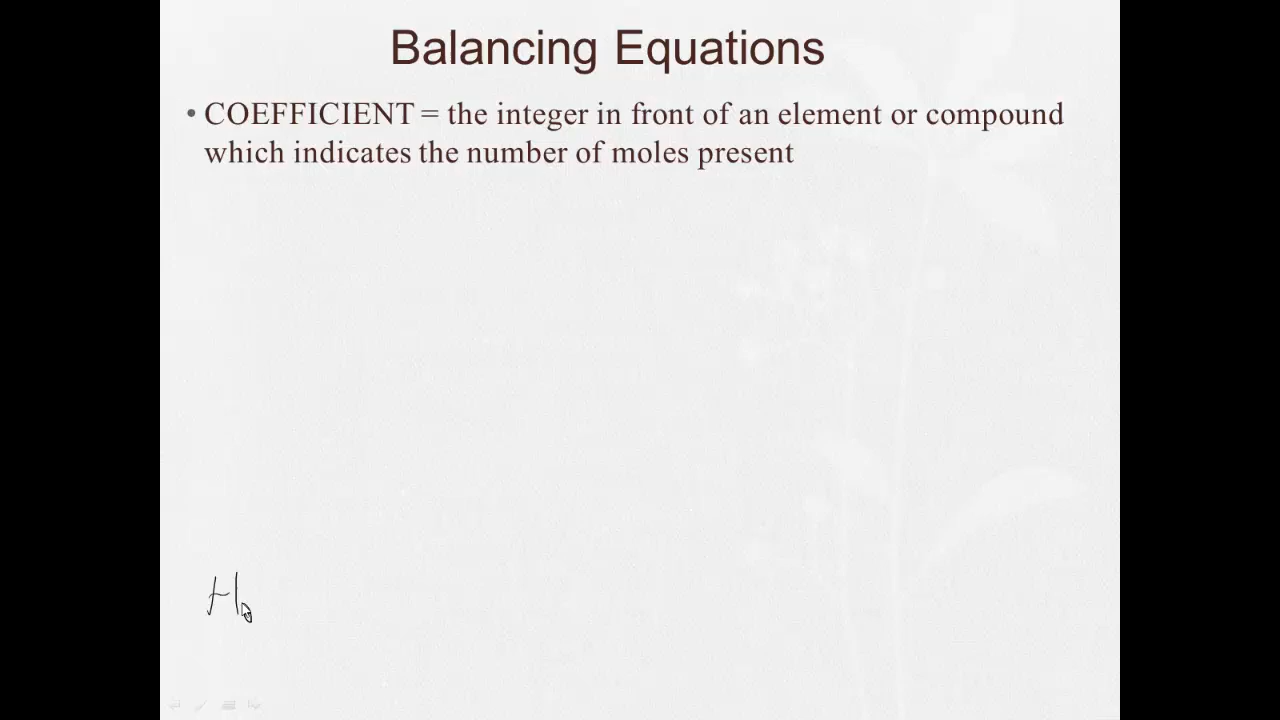 Balancing Equations
• COEFFICIENT = the integer in front of an element or compound
which indicates the number of moles present
H